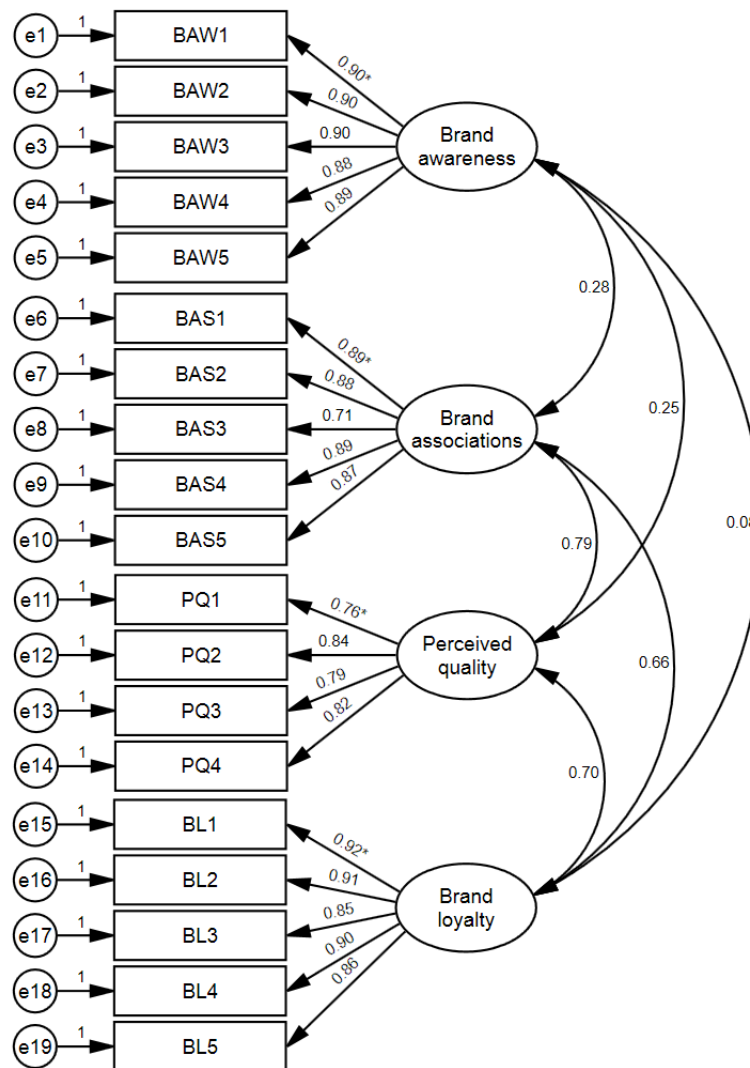 e1 1 BAW1
0.90*
e2 1 BAW2
0.90
e3 1 BAW3
0.90
Brand
awareness
e4 1 BAW4
0.88
e5 1 BAW5
0.89
0.28
e6 1 BAS1
0.89*
e7 1 BAS2
0.88
e8 1 BAS3
0.71
Brand
associations
0.25
e9 1 BAS4
0.89
e10 1 BAS5
0.87
0.79
0.08
e11 1 PQ1
0.76*
e12 1 PQ2
0.84
Perceived
quality
0.66
e13 1 PQ3
0.79
e14 1 PQ4
0.82
0.70
e15 1 BL1
0.92*
e16 1 BL2
0.91
Brand
loyalty
e17 1 BL3
0.85
e18 1 BL4
0.90
e19 1 BL5
0.86